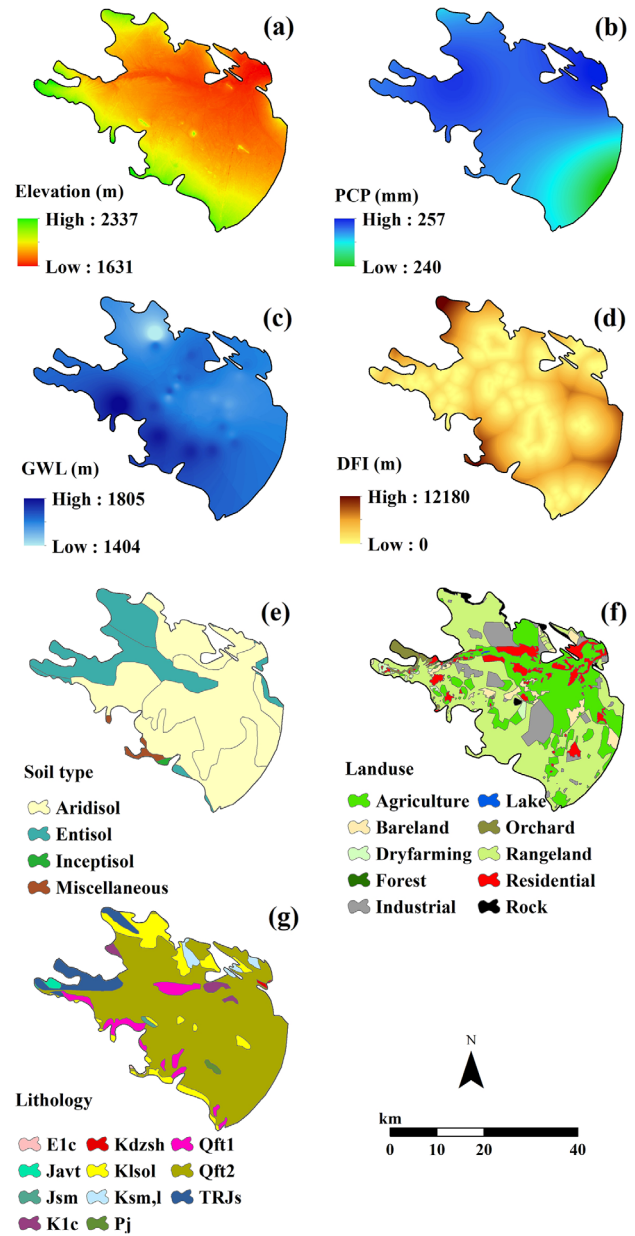 (a)
Elevation (m)
High : 2337
Low : 1631
(b)
PCP (mm)
High : 257
Low : 240
(c)
GWL (m)
High : 1805
Low : 1404
(d)
DFI (m)
High : 12180
Low : 0
(e)
Soil type
Aridisol
Entisol
Inceptisol
Miscellaneous
(f)
Landuse
Agriculture
Bareland
Dryfarming
Forest
Industrial
Lake
Orchard
Rangeland
Residential
Rock
(g)
Lithology
E1c
Javt
Jsm
K1c
Kdzsh
Klsol
Ksm,l
Pj
Qft1
Qft2
TRJs
N
km
0 10 20 40